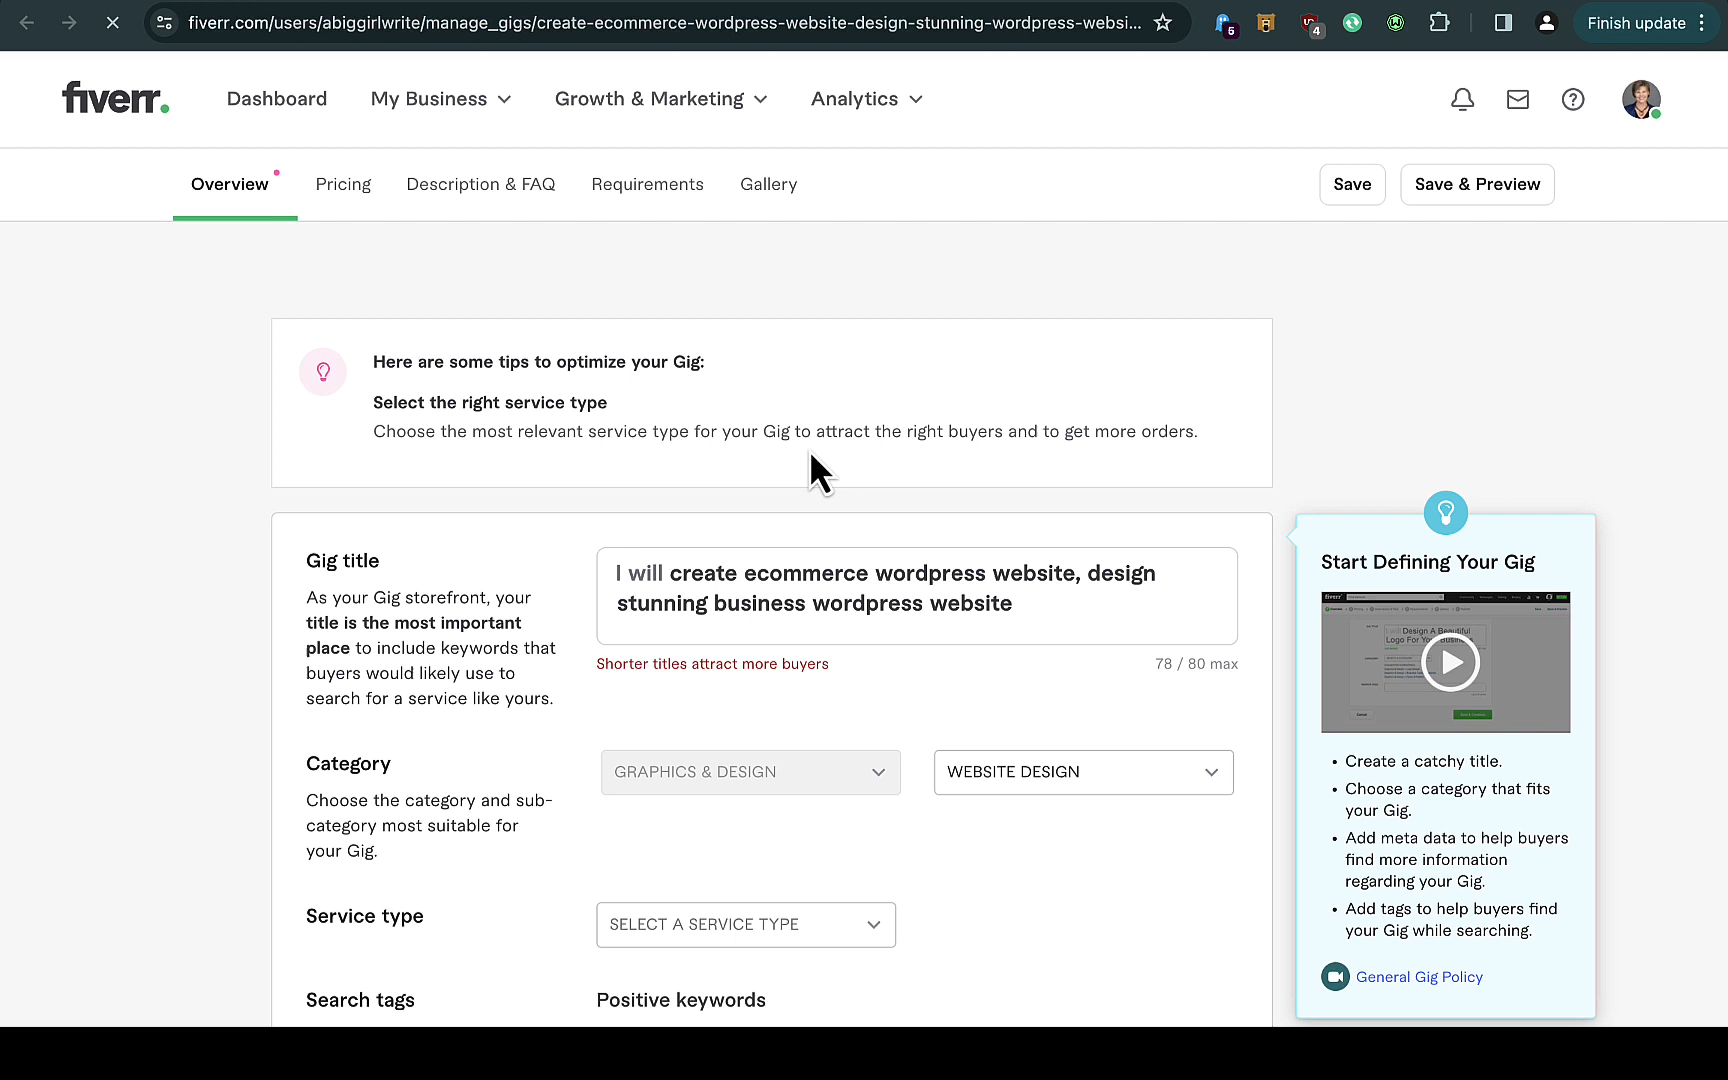 fiverr.com/users/abiggirlwrite/manage_gigs/create-ecommerce-wordpress-website-design-stunning-wordpress-websi...
5
4
Finish update
fiverr.
Dashboard
My Business
Growth & Marketing
Analytics
Overview
Pricing
Description & FAQ
Requirements
Gallery
Save
Save & Preview
Here are some tips to optimize your Gig:
Select the right service type
Choose the most relevant service type for your Gig to attract the right buyers and to get more orders.
Gig title
As your Gig storefront, your
title is the most important
place to include keywords that
buyers would likely use to
search for a service like yours.
I will create ecommerce wordpress website, design
stunning business wordpress website
Shorter titles attract more buyers
78 / 80 max
Category
Choose the category and sub-
category most suitable for
your Gig.
GRAPHICS & DESIGN
WEBSITE DESIGN
Service type
SELECT A SERVICE TYPE
Search tags
Positive keywords
Start Defining Your Gig
I will Design A Beautiful
Logo For Your Business
• Create a catchy title.
• Choose a category that fits
your Gig.
• Add meta data to help buyers
find more information
regarding your Gig.
• Add tags to help buyers find
your Gig while searching.
General Gig Policy